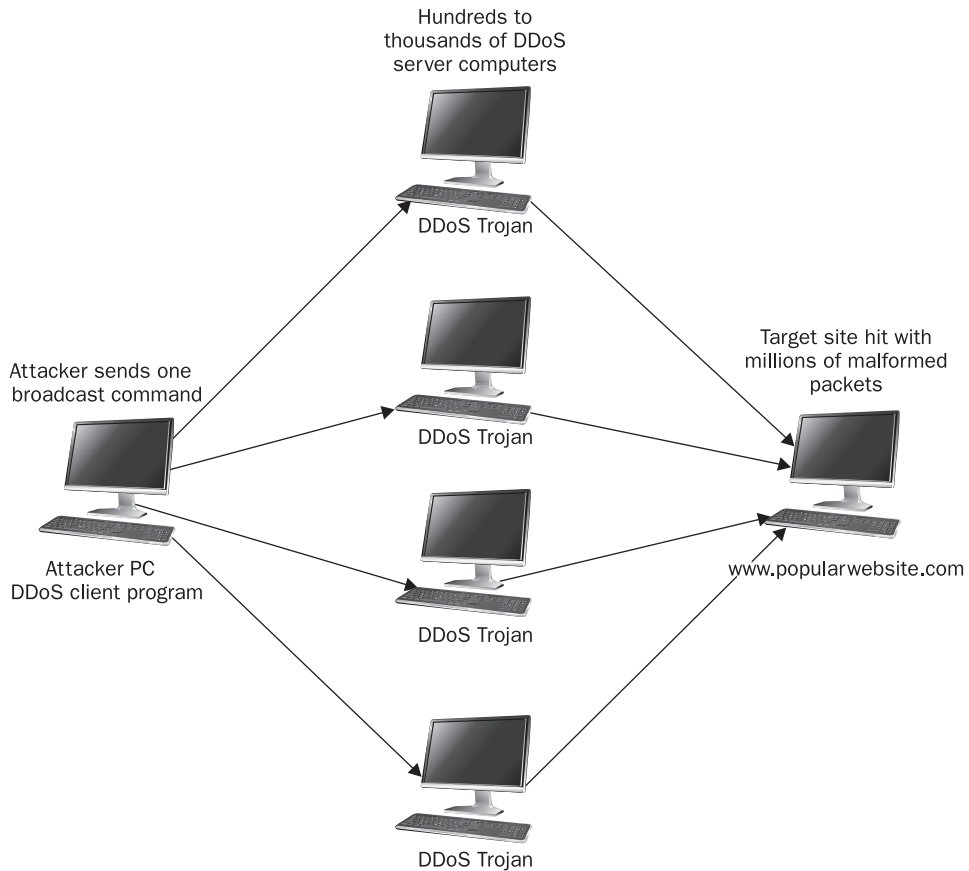 Hundreds to
thousands of DDoS
server computers
DDoS Trojan
DDoS Trojan
Attacker sends one
broadcast command
Target site hit with
millions of malformed
packets
Attacker PC
DDoS client program
www.popularwebsite.com
DDoS Trojan
DDoS Trojan